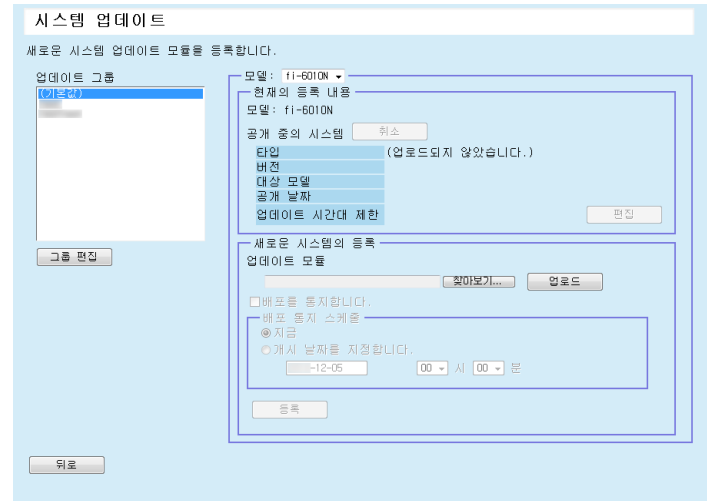 시스템 업데이트
새로운 시스템 업데이트 모듈을 등록합니다.
업데이트 그룹
(기본값)
그룹 편집
모델: fi-6010N
현재의 등록 내용
모델: fi-6010N
공개 중의 시스템 취소
타입 (업로드되지 않았습니다.)
버전
대상 모델
공개 날짜
업데이트 시간대 제한 편집
새로운 시스템의 등록
업데이트 모듈
찾아보기... 업로드
배포를 통지합니다.
배포 통지 스케줄
지금
개시 날짜를 지정합니다.
-12-05 00 시 00 분
등록
뒤로